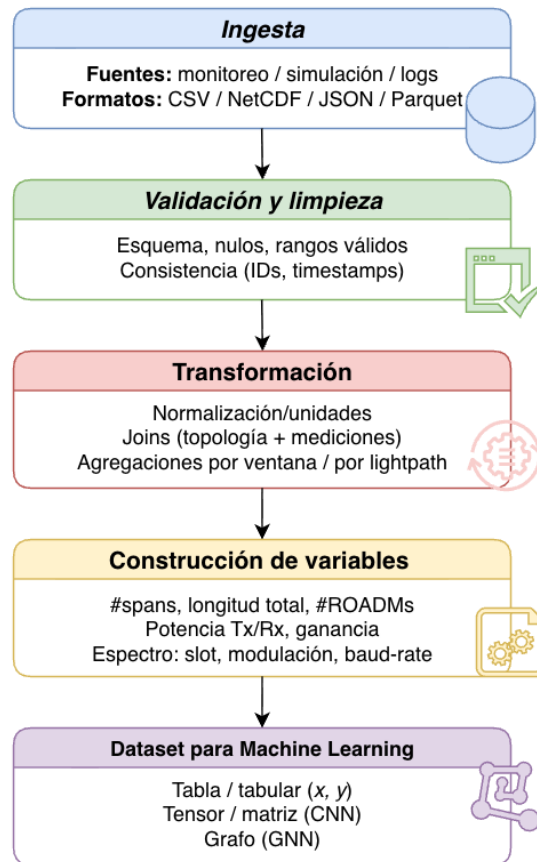 Ingesta
Fuentes: monitoreo / simulación / logs
Formatos: CSV / NetCDF / JSON / Parquet
Validación y limpieza
Esquema, nulos, rangos válidos
Consistencia (IDs, timestamps)
Transformación
Normalización/unidades
Joins (topología + mediciones)
Agregaciones por ventana / por lightpath
Construcción de variables
#spans, longitud total, #ROADMs
Potencia Tx/Rx, ganancia
Espectro: slot, modulación, baud-rate
Dataset para Machine Learning
Tabla / tabular (x, y)
Tensor / matriz (CNN)
Grafo (GNN)